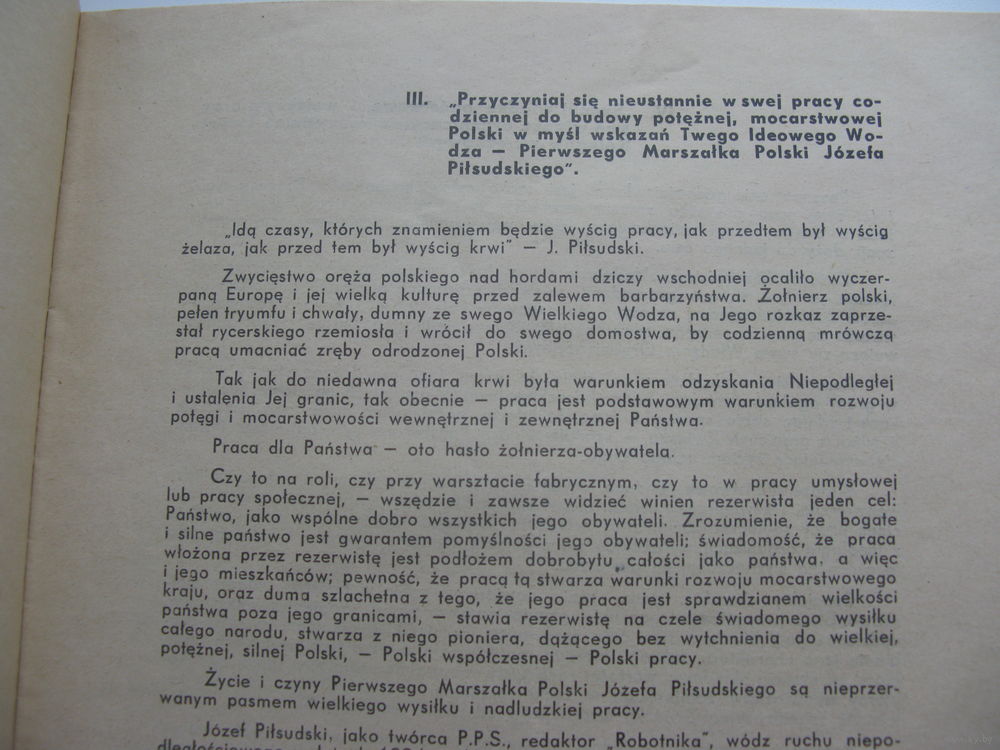 III. „Przyczyniaj się nieustannie w swej pracy co-
dziennej do budowy potężnej, mocarstwowej
Polski w myśl wskazań Twego Ideowego Wo-
dza — Pierwszego Marszałka Polski Józefa
Piłsudskiego".
„Idą czasy, których znamieniem będzie wyścig pracy, jak przedtem był wyścig
żelaza, jak przed tem był wyścig krwi" — J. Piłsudski.
Zwycięstwo oręża polskiego nad hordami dziczy wschodniej ocaliło wyczer-
paną Europę i jej wielką kulturę przed zalewem barbarzyństwa. Żołnierz polski,
pełen tryumfu i chwały, dumny ze swego Wielkiego Wodza, na Jego rozkaz zaprze-
stał rycerskiego rzemiosła i wrócił do swego domostwa, by codzienną mrówczą
pracą umacniać zręby odrodzonej Polski.
Tak jak do niedawna ofiara krwi była warunkiem odzyskania Niepodległej
i ustalenia Jej granic, tak obecnie — praca jest podstawowym warunkiem rozwoju
potęgi i mocarstwowości wewnętrznej i zewnętrznej Państwa.
Praca dla Państwa — oto hasło żołnierza-obywatela.
Czy to na roli, czy przy warsztacie fabrycznym, czy to w pracy umysłowej
lub pracy społecznej, — wszędzie i zawsze widzieć winien rezerwista jeden cel:
Państwo, jako wspólne dobro wszystkich jego obywateli. Zrozumienie, że bogate
i silne państwo jest gwarantem pomyślności jego obywateli; świadomość, że praca
włożona przez rezerwistę jest podłożem dobrobytu całości jako państwa, a więc
i jego mieszkańców; pewność, że pracą tą stwarza warunki rozwoju mocarstwowego
kraju, oraz duma szlachetna z tego, że jego praca jest sprawdzianem wielkości
państwa poza jego granicami, — stawia rezerwistę na czele świadomego wysiłku
całego narodu, stwarza z niego pioniera, dążącego bez wytchnienia do wielkiej,
potężnej, silnej Polski, — Polski współczesnej — Polski pracy.
Życie i czyny Pierwszego Marszałka Polski Józefa Piłsudskiego są nieprzer-
wanym pasmem wielkiego wysiłku i nadludzkiej pracy.
Józef Piłsudski, jako twórca P.P.S., redaktor „Robotnika", wódz ruchu niepo-